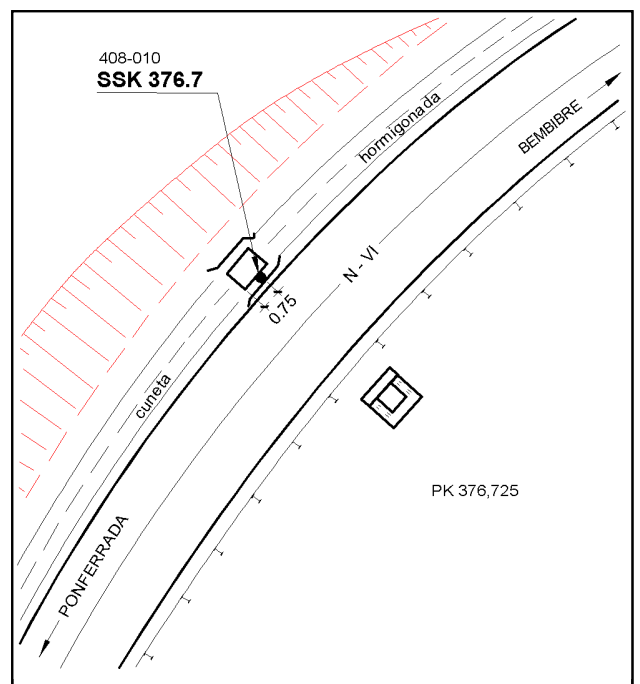 408-010
SSK 376.7
hormigonada
BEMBIBRE
N - VI
0.75
cuneta
PK 376,725
PONFERRADA